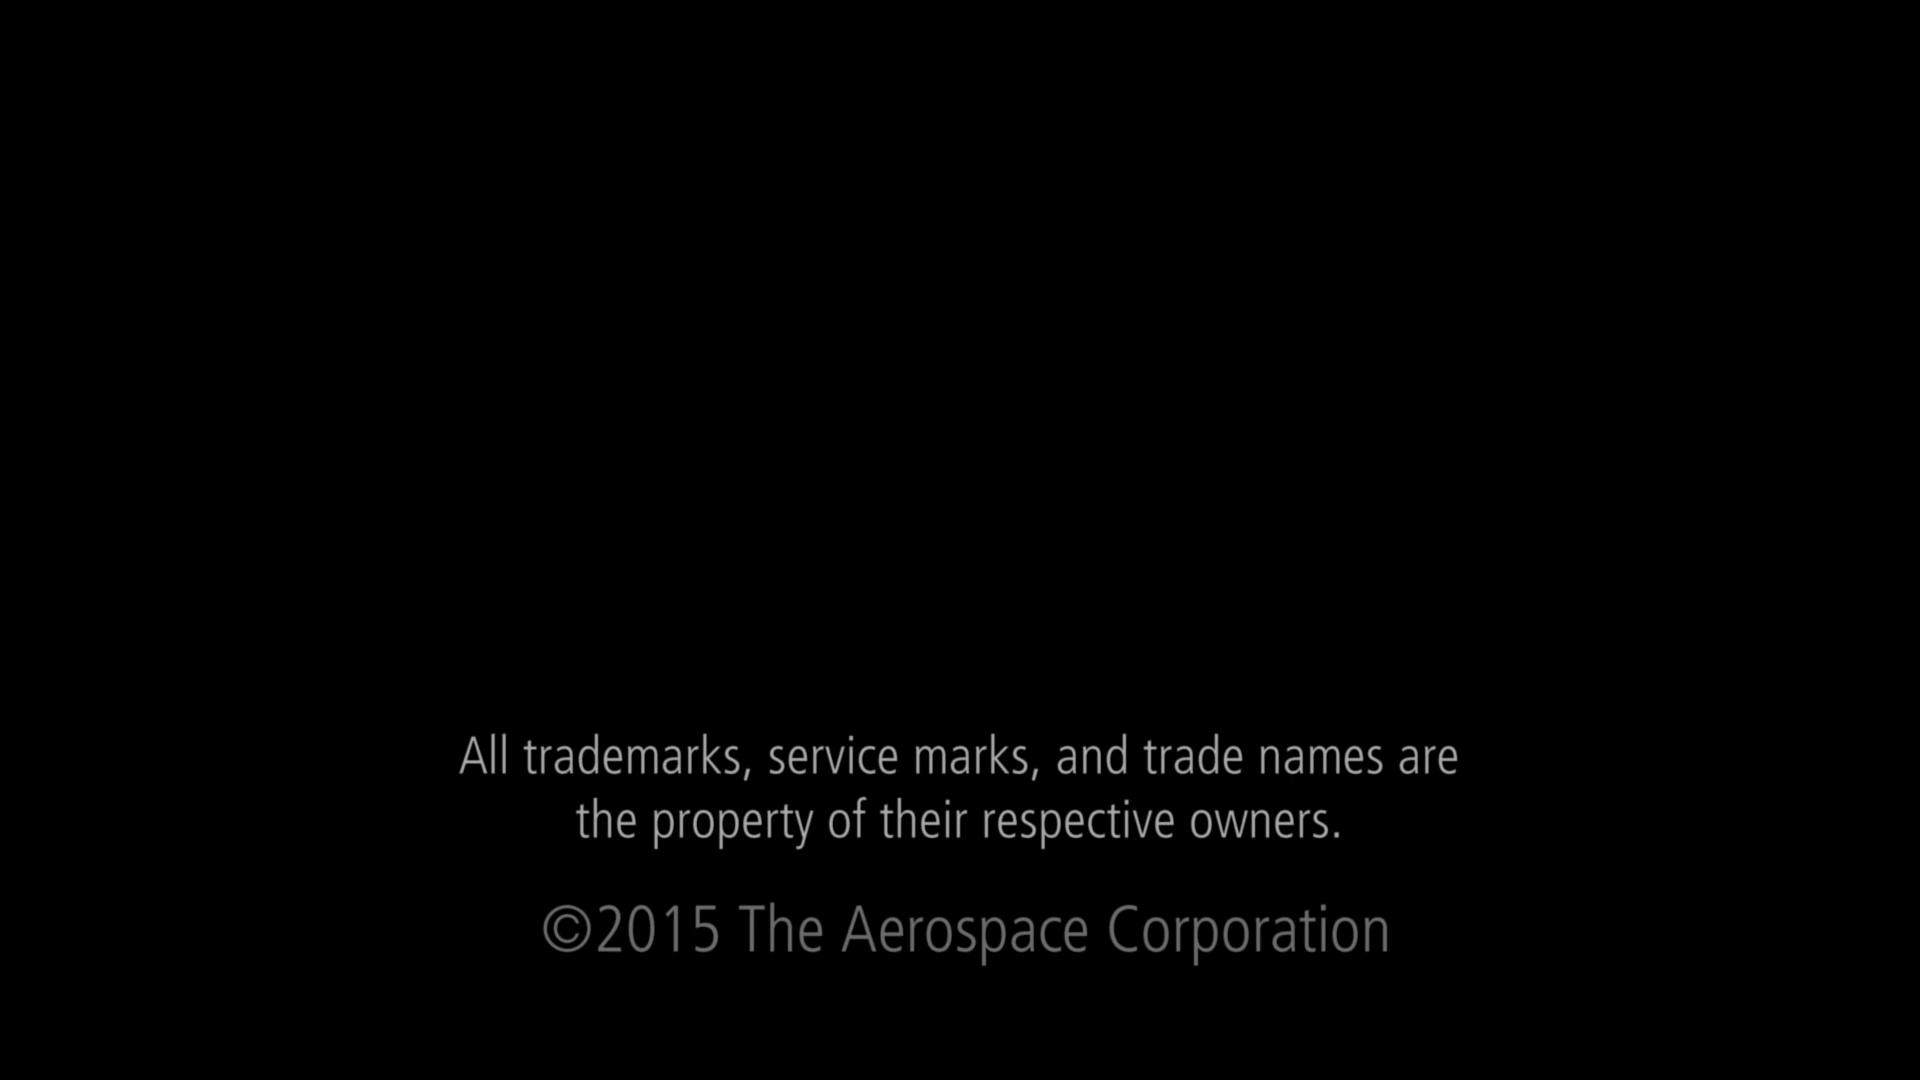 All trademarks, service marks, and trade names are
the property of their respective owners.
©2015 The Aerospace Corporation